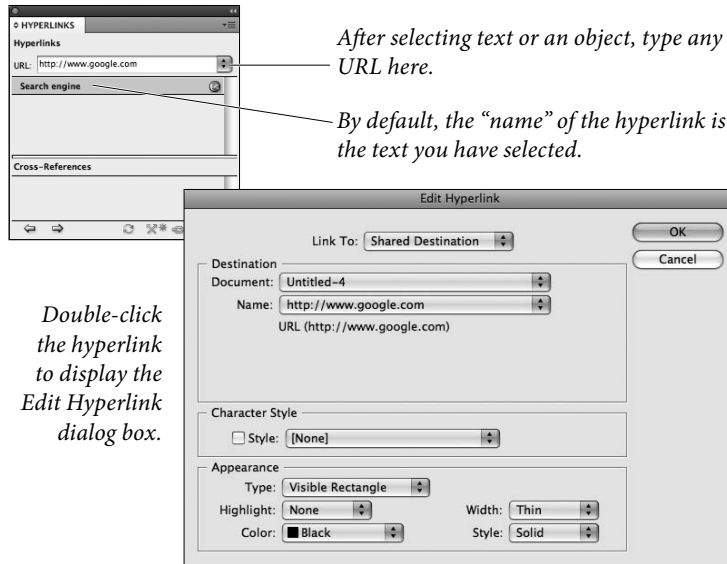 HYPERLINKS
Hyperlinks
URL: http://www.google.com
Search engine
Cross-References
After selecting text or an object, type any
URL here.
By default, the “name” of the hyperlink is
the text you have selected.
Double-click
the hyperlink
to display the
Edit Hyperlink
dialog box.
Edit Hyperlink
Link To: Shared Destination
OK
Cancel
Destination
Document: Untitled-4
Name: http://www.google.com
URL (http://www.google.com)
Character Style
Style: [None]
Appearance
Type: Visible Rectangle
Highlight: None
Width: Thin
Color: Black
Style: Solid